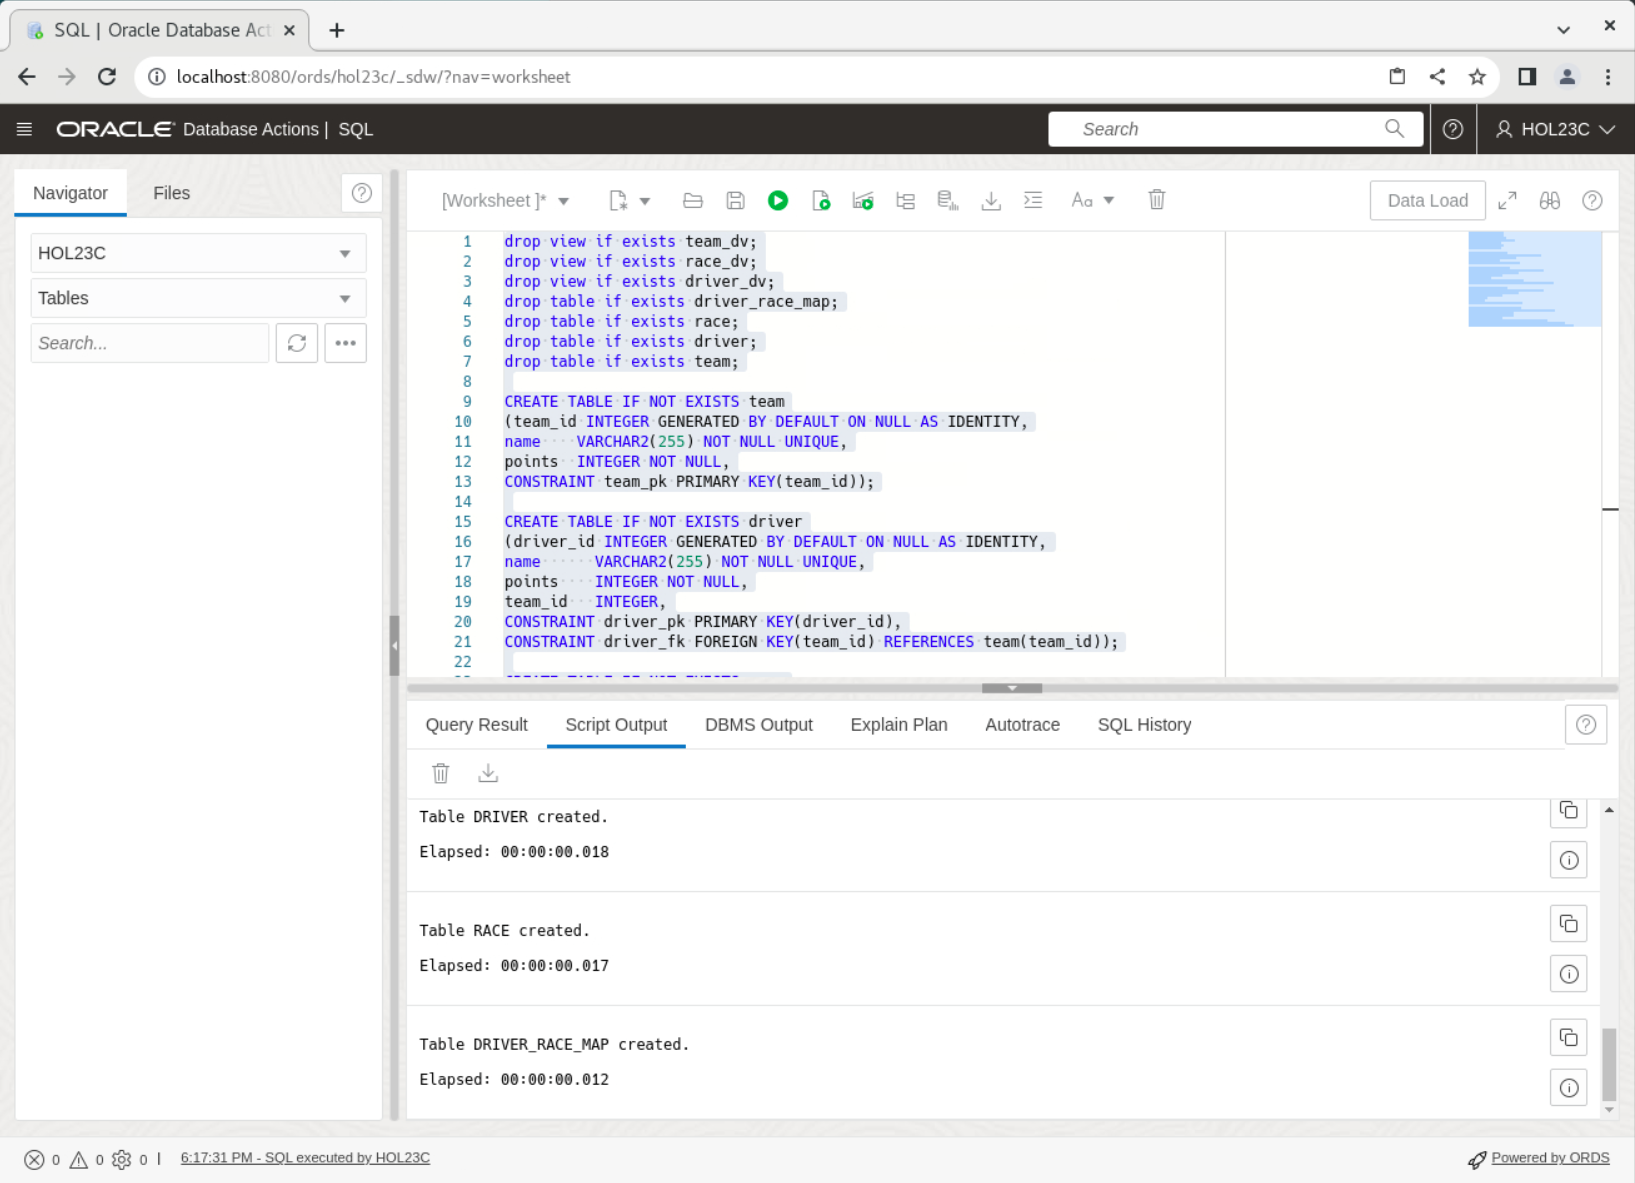 SQL | Oracle Database Act
localhost:8080/ords/hol23c/_sdw/?nav=worksheet
ORACLE Database Actions | SQL
Search
HOL23C
Navigator
Files
HOL23C
Tables
Search...
[Worksheet ]*
Aa
Data Load
1 drop view if exists team_dv;
2 drop view if exists race_dv;
3 drop view if exists driver_dv;
4 drop table if exists driver_race_map;
5 drop table if exists race;
6 drop table if exists driver;
7 drop table if exists team;
8
9 CREATE TABLE IF NOT EXISTS team
10 (team_id INTEGER GENERATED BY DEFAULT ON NULL AS IDENTITY,
11 name    VARCHAR2(255) NOT NULL UNIQUE,
12 points  INTEGER NOT NULL,
13 CONSTRAINT team_pk PRIMARY KEY(team_id));
14
15 CREATE TABLE IF NOT EXISTS driver
16 (driver_id INTEGER GENERATED BY DEFAULT ON NULL AS IDENTITY,
17 name      VARCHAR2(255) NOT NULL UNIQUE,
18 points    INTEGER NOT NULL,
19 team_id   INTEGER,
20 CONSTRAINT driver_pk PRIMARY KEY(driver_id),
21 CONSTRAINT driver_fk FOREIGN KEY(team_id) REFERENCES team(team_id));
22
Query Result
Script Output
DBMS Output
Explain Plan
Autotrace
SQL History
Table DRIVER created.
Elapsed: 00:00:00.018
Table RACE created.
Elapsed: 00:00:00.017
Table DRIVER_RACE_MAP created.
Elapsed: 00:00:00.012
0 0 0 | 6:17:31 PM - SQL executed by HOL23C
Powered by ORDS